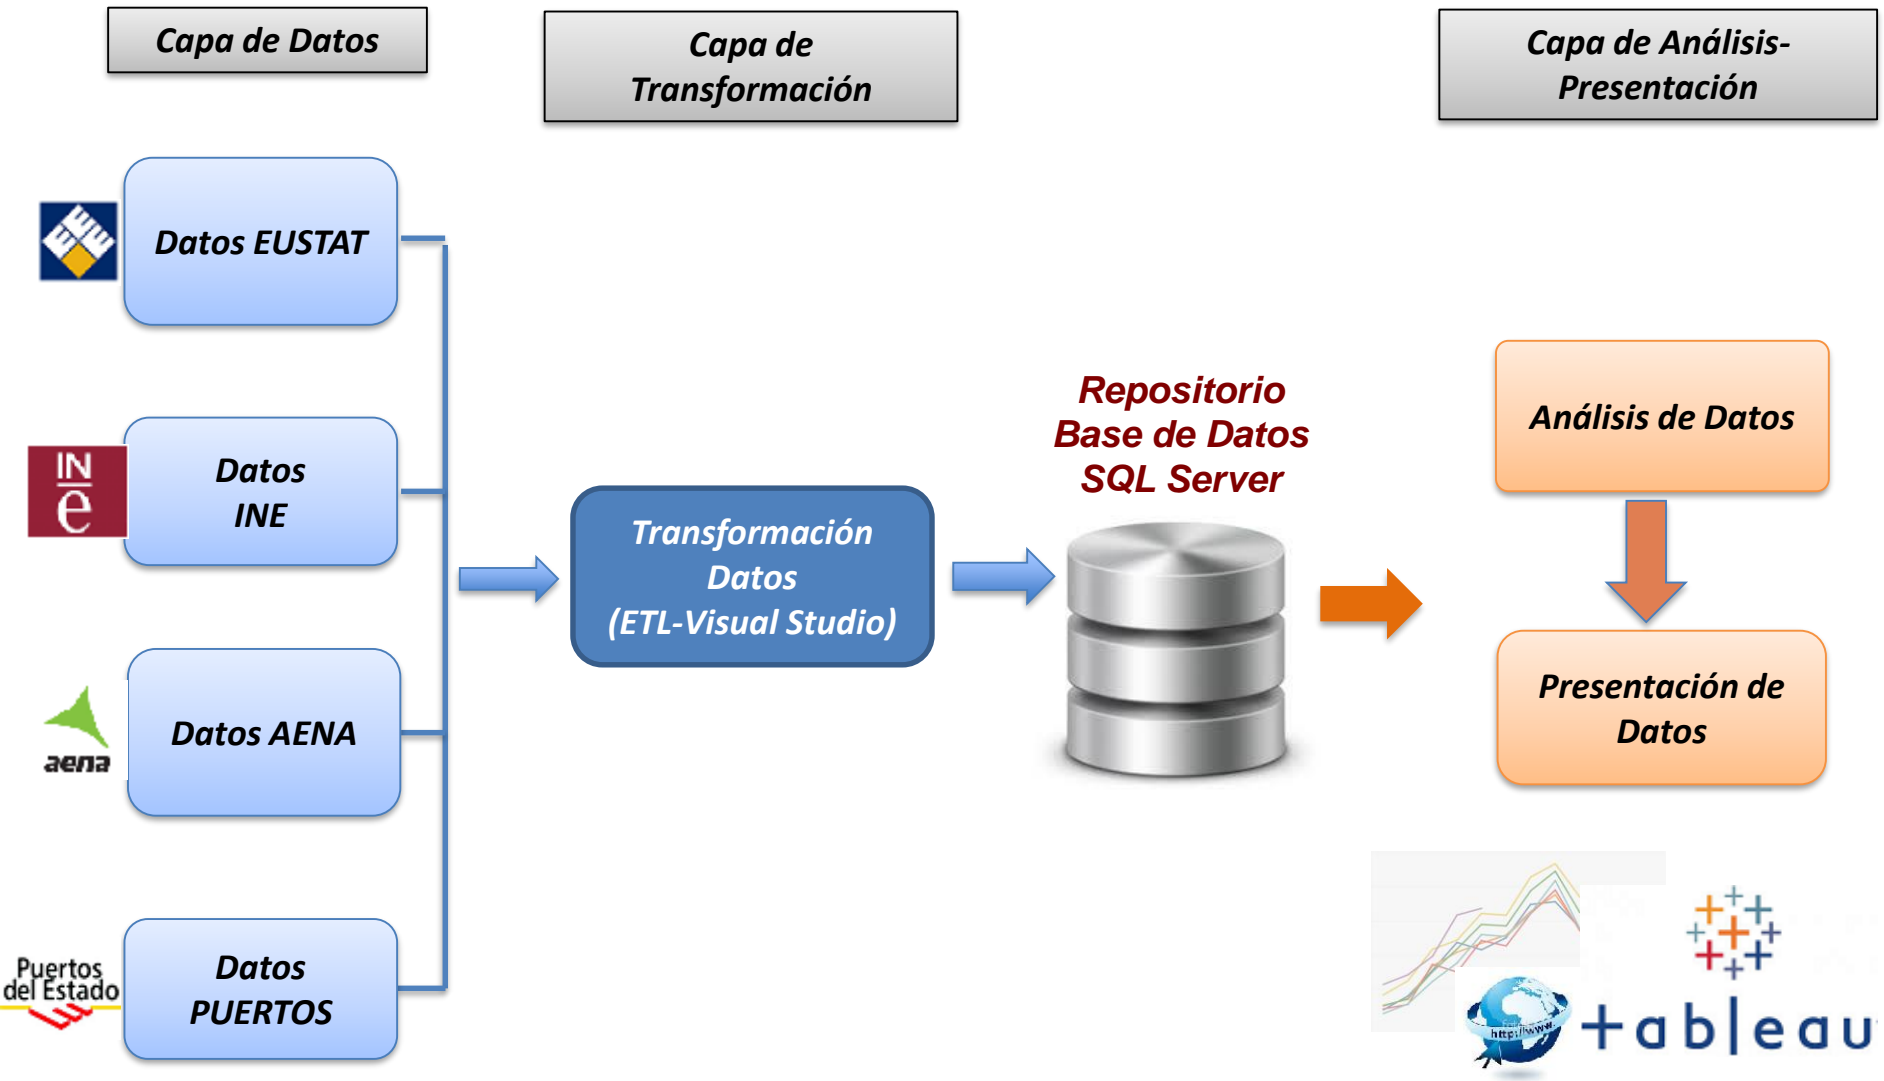 Capa de Datos
Capa de
Transformación
Capa de Análisis-
Presentación
Datos EUSTAT
IN
e
Datos
INE
aena
Datos AENA
Puertos
del Estado
Datos
PUERTOS
Transformación
Datos
(ETL-Visual Studio)
Repositorio
Base de Datos
SQL Server
Análisis de Datos
Presentación de
Datos
http://www.
+ableau